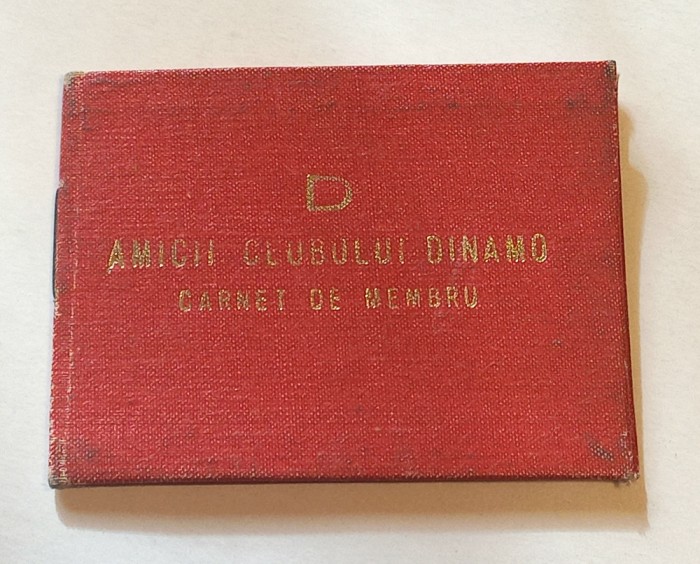 D
AMICII CLUBULUI DINAMO
CARNET DE MEMBRU